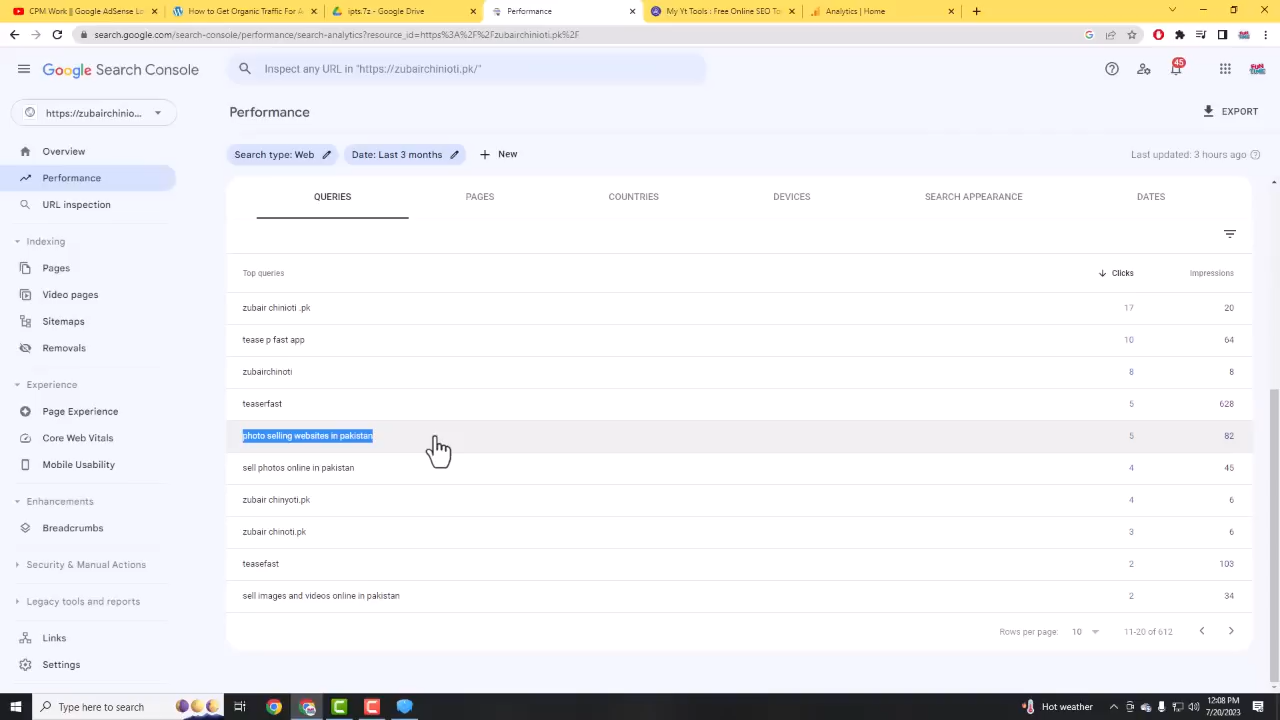 CPM Work || Google AdSense Lo
How to Get Organic Traffic For A
ipts.7z - Google Drive
Performance
My Yt Tools | Free Online SEO To
Analytics | Home
search.google.com/search-console/performance/search-analytics?resource_id=https%3A%2F%2Fzubairchinioti.pk%2F
Google Search Console
Inspect any URL in "https://zubairchinioti.pk/"
45
https://zubairchinio...
Performance
EXPORT
Search type: Web
Date: Last 3 months
New
Last updated: 3 hours ago
Overview
Performance
URL inspection
Indexing
Pages
Video pages
Sitemaps
Removals
Experience
Page Experience
Core Web Vitals
Mobile Usability
Enhancements
Breadcrumbs
Security & Manual Actions
Legacy tools and reports
Links
Settings
QUERIES PAGES COUNTRIES DEVICES SEARCH APPEARANCE DATES
Top queries Clicks Impressions
zubair chinioti .pk 17 20
tease p fast app 10 64
zubairchinoti 8 8
teaserfast 5 628
photo selling websites in pakistan 5 82
sell photos online in pakistan 4 45
zubair chinyoti.pk 4 6
zubair chinoti.pk 3 6
teasefast 2 103
sell images and videos online in pakistan 2 34
Rows per page: 10 11-20 of 612
Type here to search
Hot weather
12:08 PM
7/20/2023